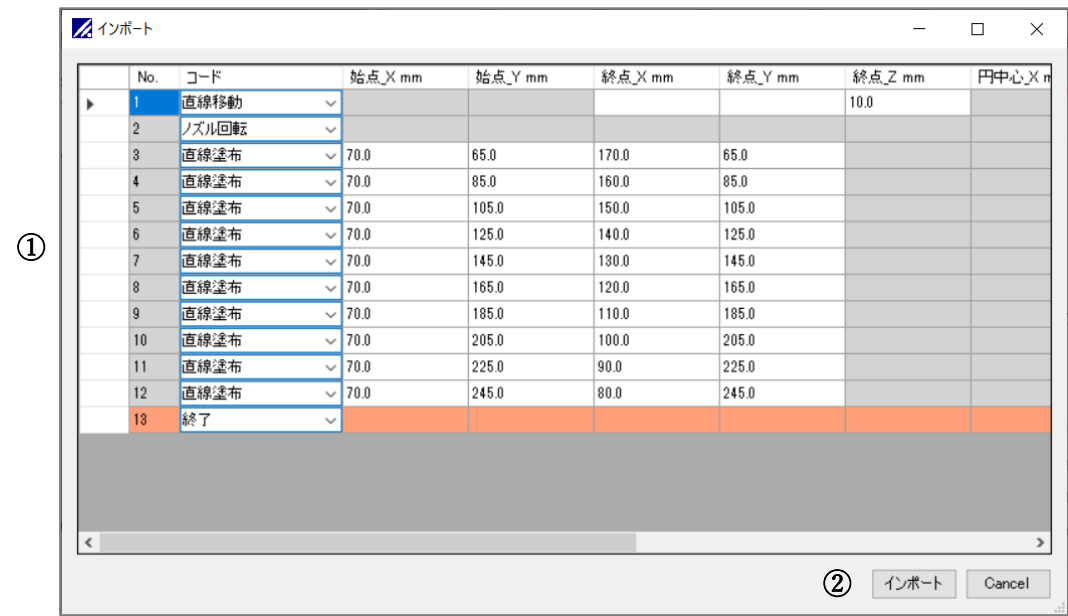 インポート
No. コード 始点_X mm 始点_Y mm 終点_X mm 終点_Y mm 終点_Z mm 円中心_X m
1 直線移動 10.0
2 ノズル回転
3 直線塗布 70.0 65.0 170.0 65.0
4 直線塗布 70.0 85.0 160.0 85.0
5 直線塗布 70.0 105.0 150.0 105.0
①
6 直線塗布 70.0 125.0 140.0 125.0
7 直線塗布 70.0 145.0 130.0 145.0
8 直線塗布 70.0 165.0 120.0 165.0
9 直線塗布 70.0 185.0 110.0 185.0
10 直線塗布 70.0 205.0 100.0 205.0
11 直線塗布 70.0 225.0 90.0 225.0
12 直線塗布 70.0 245.0 80.0 245.0
13 終了
② インポート Cancel